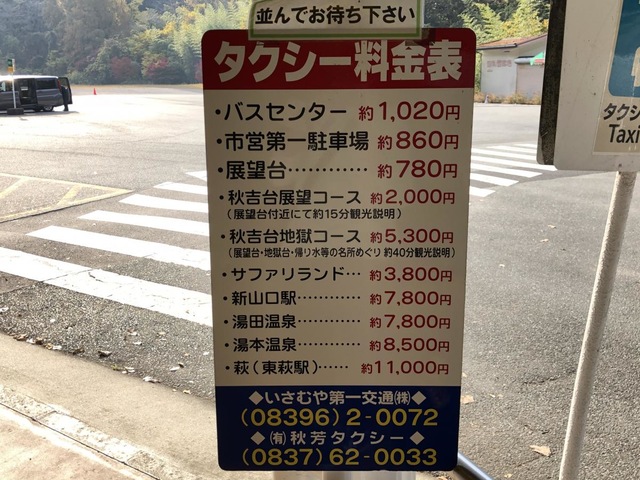 並んでお待ち下さい
タクシー料金表
・バスセンター 約1,020円
・市営第一駐車場 約860円
・展望台………… 約780円
・秋吉台展望コース 約2,000円
(展望台付近にて約15分観光説明)
・秋吉台地獄コース 約5,300円
(展望台・地獄台・帰り水等の名所めぐり 約40分観光説明)
・サファリランド… 約3,800円
・新山口駅………… 約7,800円
・湯田温泉………… 約7,800円
・湯本温泉………… 約8,500円
・萩(東萩駅)…… 約11,000円
◆いさむや第一交通㈱◆
(08396)2-0072
◆㈲秋芳タクシー◆
(0837)62-0033
タクシ
Taxi